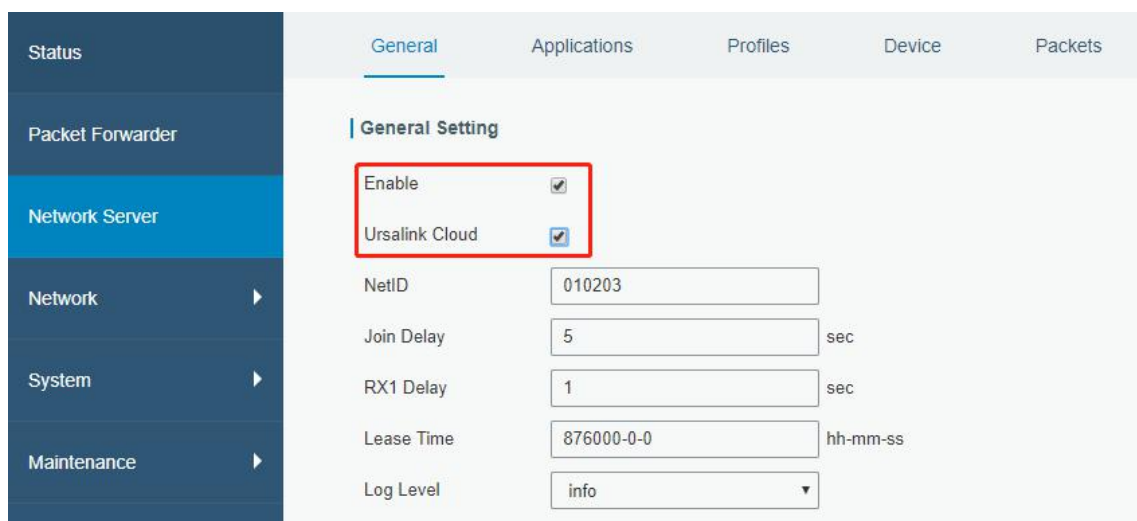 Status
Packet Forwarder
Network Server
Network
System
Maintenance
General Applications Profiles Device Packets
General Setting
Enable
Ursalink Cloud
NetID 010203
Join Delay 5 sec
RX1 Delay 1 sec
Lease Time 876000-0-0 hh-mm-ss
Log Level info